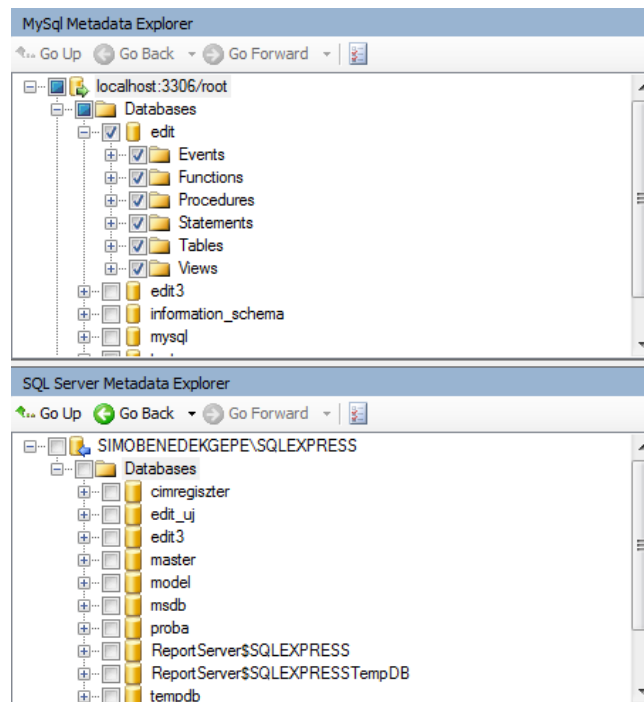 MySql Metadata Explorer
Go Up Go Back Go Forward
localhost:3306/root
Databases
edit
Events
Functions
Procedures
Statements
Tables
Views
edit3
information_schema
mysql
SQL Server Metadata Explorer
Go Up Go Back Go Forward
SIMOBENEDEKGEPE\SQLEXPRESS
Databases
cimregiszter
edit_uj
edit3
master
model
msdb
proba
ReportServer$SQLEXPRESS
ReportServer$SQLEXPRESSTempDB
tempdb